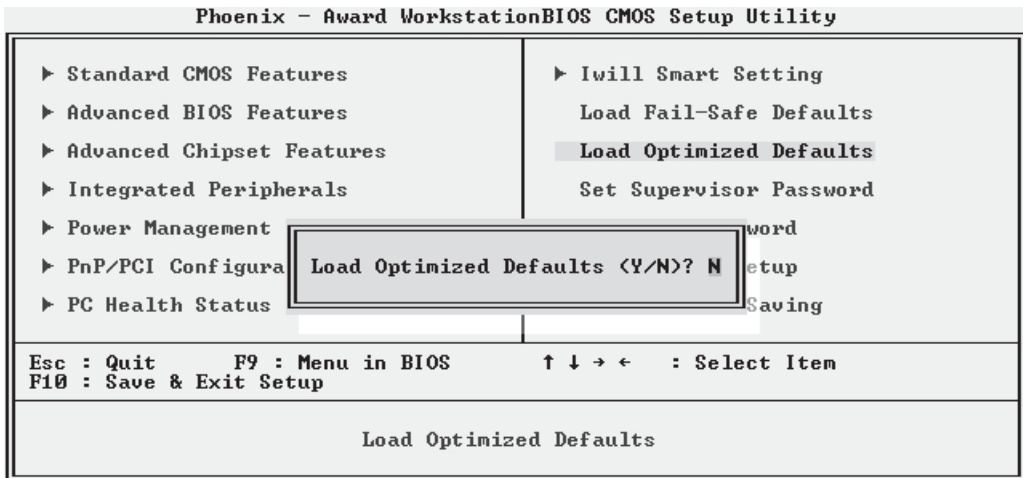 Phoenix - Award WorkstationBIOS CMOS Setup Utility
▶ Standard CMOS Features
▶ Advanced BIOS Features
▶ Advanced Chipset Features
▶ Integrated Peripherals
▶ Power Management
▶ PnP/PCI Configura
▶ PC Health Status
▶ Iwill Smart Setting
Load Fail-Safe Defaults
Load Optimized Defaults
Set Supervisor Password
word
etup
Saving
Load Optimized Defaults (Y/N)? N
Esc : Quit F9 : Menu in BIOS ↑ ↓ → ← : Select Item
F10 : Save & Exit Setup
Load Optimized Defaults